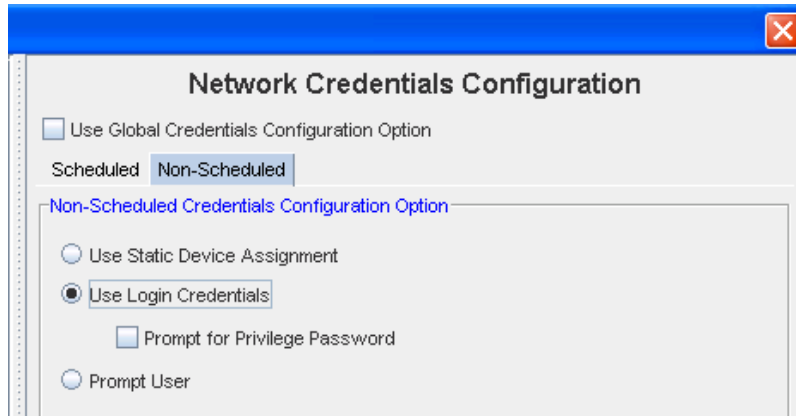 Network Credentials Configuration
Use Global Credentials Configuration Option
Scheduled Non-Scheduled
Non-Scheduled Credentials Configuration Option
Use Static Device Assignment
Use Login Credentials
Prompt for Privilege Password
Prompt User